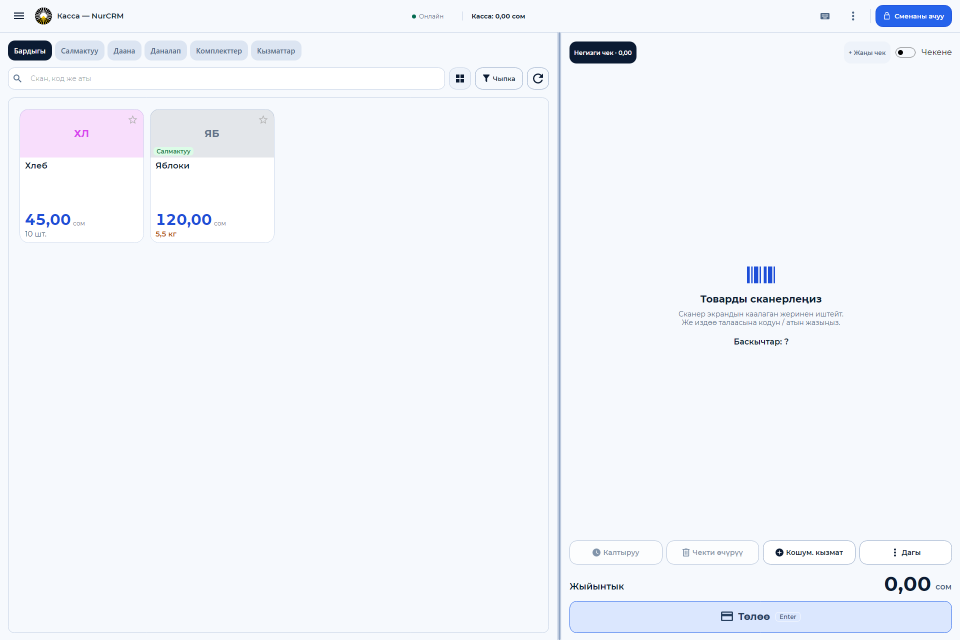 Касса — NurCRM
Онлайн
Касса: 0,00 сом
Сменаны ачуу
Бардыгы
Салмактуу
Даана
Даналап
Комплекттер
Кызматтар
Скан, код же аты
Чыпка
Негизги чек · 0,00
+ Жаңы чек
Чекене
ХЛ
Хлеб
45,00 сом
10 шт.
ЯБ
Салмактуу
Яблоки
120,00 сом
5,5 кг
Товарды сканерлеңиз
Сканер экрандын каалаган жеринен иштейт.
Же издөө талаасына кодун / атын жазыңыз.
Баскычтар: ?
Калтыруу
Чекти өчүрүү
Кошум. кызмат
Дагы
Жыйынтык
0,00 сом
Төлөө Enter